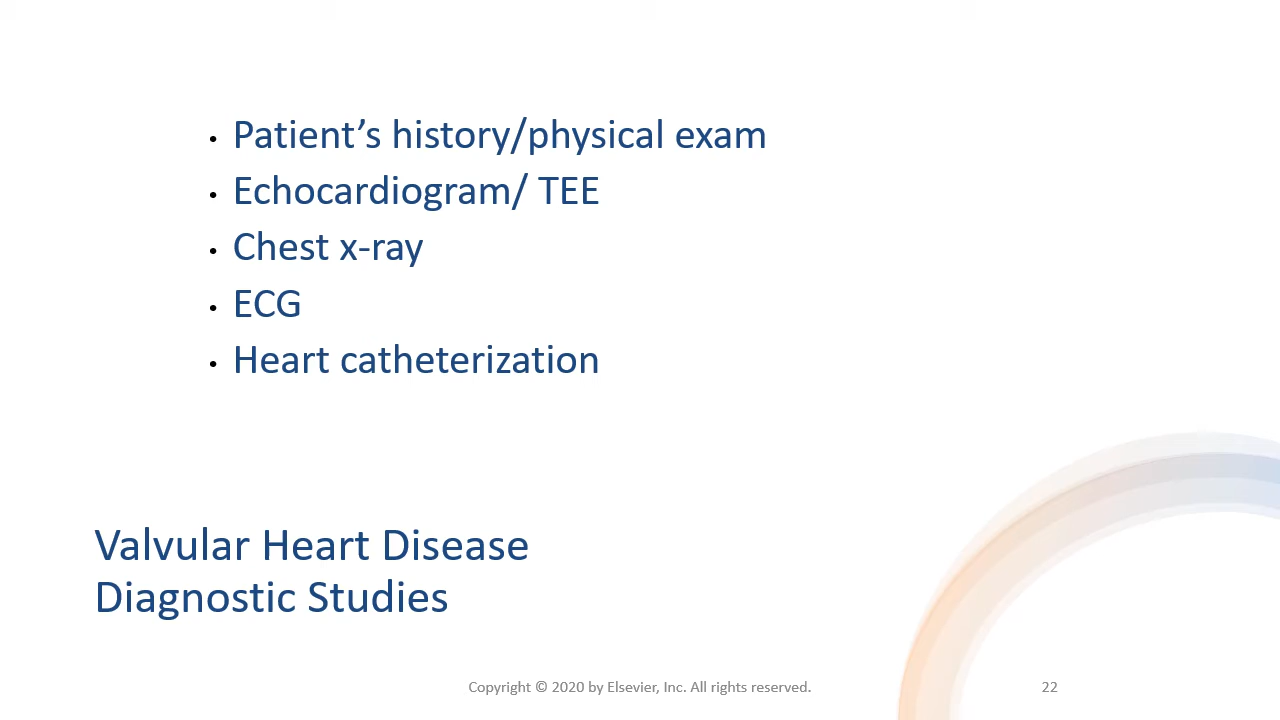 • Patient’s history/physical exam
• Echocardiogram/ TEE
• Chest x-ray
• ECG
• Heart catheterization
Valvular Heart Disease
Diagnostic Studies
Copyright © 2020 by Elsevier, Inc. All rights reserved.
22